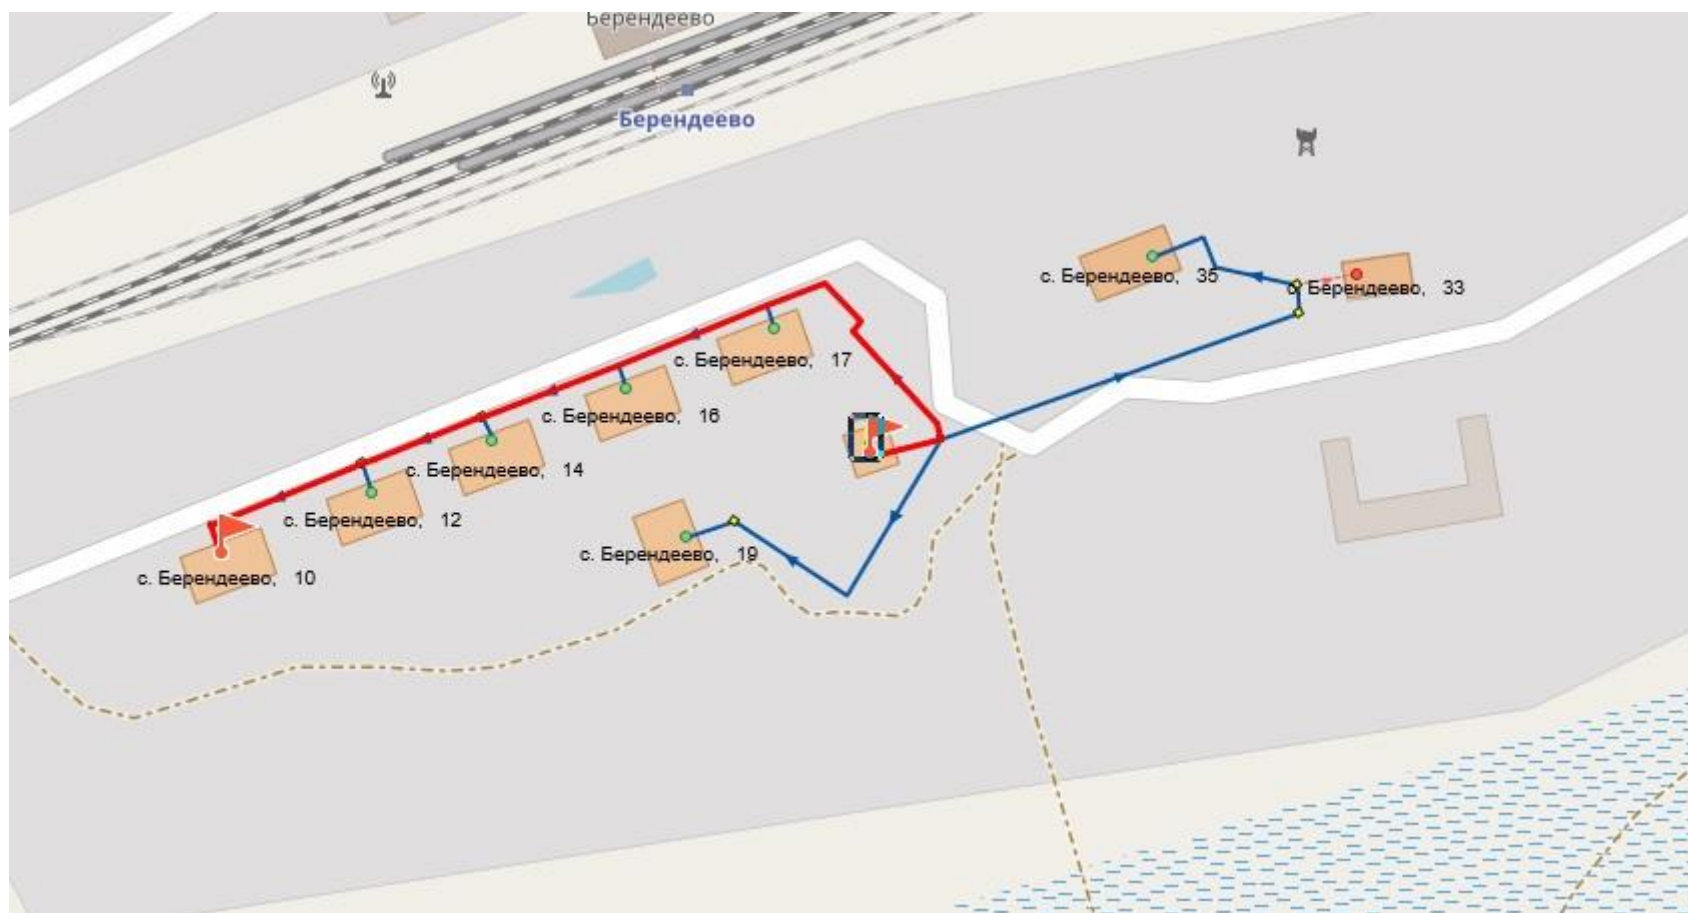 Берендеево
Берендеево
с. Берендеево, 35
с. Берендеево, 33
с. Берендеево, 17
с. Берендеево, 16
с. Берендеево, 14
с. Берендеево, 12
с. Берендеево, 19
с. Берендеево, 10